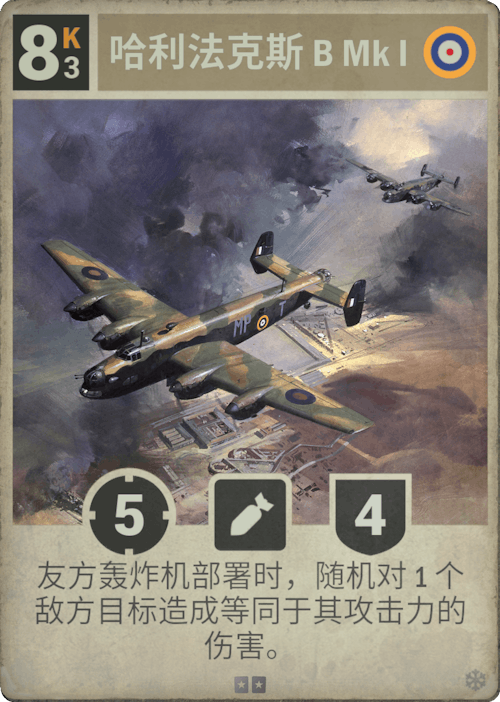 8K
3
哈利法克斯 B Mk I
MP T
5
4
友方轰炸机部署时，随机对 1 个
敌方目标造成等同于其攻击力的
伤害。